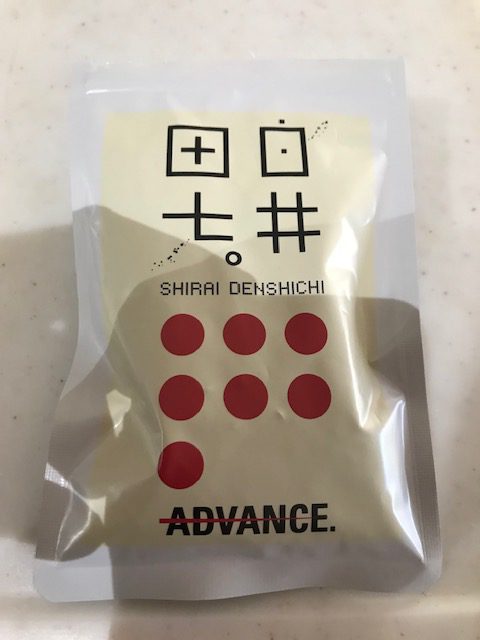 白井
田七。
SHIRAI DENSHICHI
ADVANCE.